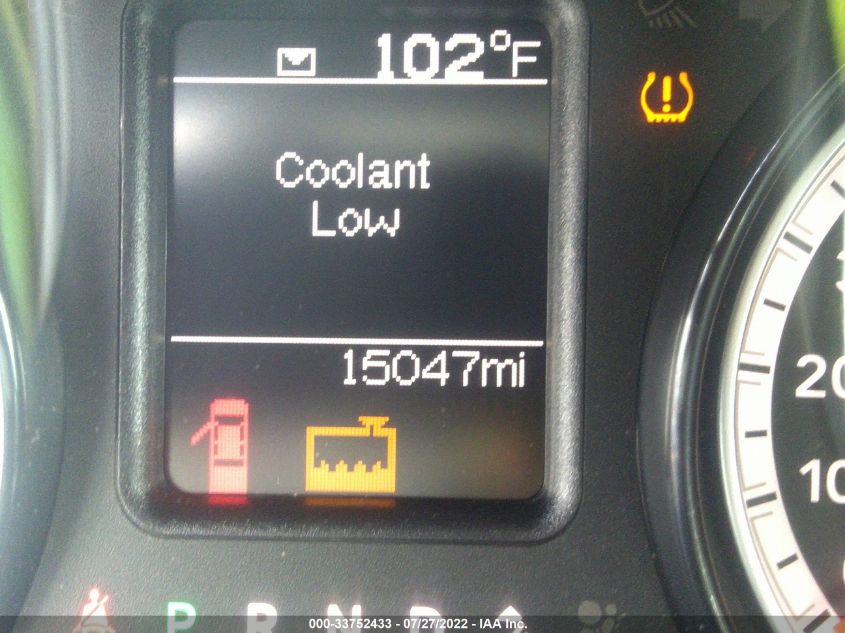 102°F
Coolant
Low
15047mi
20
10
P R N D
000-33752433 - 07/27/2022 - IAA Inc.